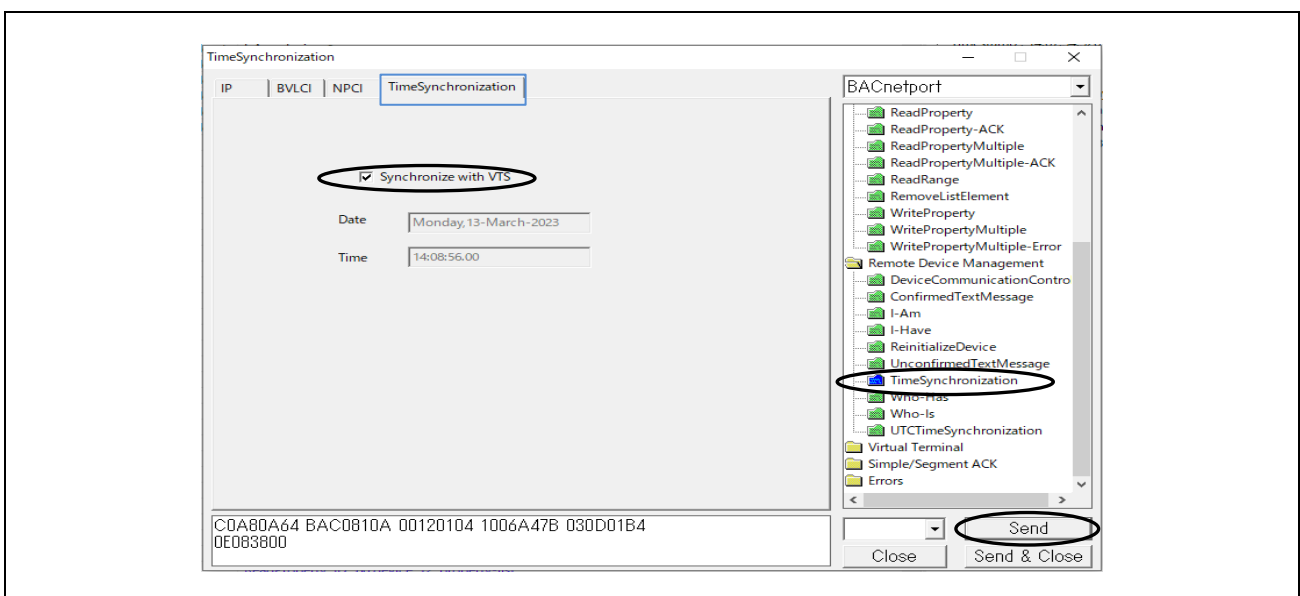 TimeSynchronization
IP BVLCI NPCI TimeSynchronization
Synchronize with VTS
Date Monday,13-March-2023
Time 14:08:56.00
C0A80A64 BAC0810A 00120104 1006A47B 030D01B4
0E083800
BACnetport
ReadProperty
ReadProperty-ACK
ReadPropertyMultiple
ReadPropertyMultiple-ACK
ReadRange
RemoveListElement
WriteProperty
WritePropertyMultiple
WritePropertyMultiple-Error
Remote Device Management
DeviceCommunicationContro
ConfirmedTextMessage
I-Am
I-Have
ReinitializeDevice
UnconfirmedTextMessage
TimeSynchronization
Who-Has
Who-Is
UTCTimeSynchronization
Virtual Terminal
Simple/Segment ACK
Errors
Send
Close Send & Close